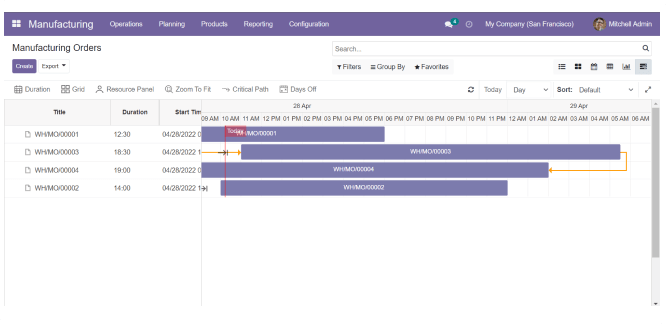 Manufacturing Operations Planning Products Reporting Configuration 4 My Company (San Francisco) Mitchell Admin
Manufacturing Orders Search...
Create Export Filters Group By Favorites
Duration Grid Resource Panel Zoom To Fit Critical Path Days Off Today Day Sort: Default
28 Apr 29 Apr
Title Duration Start Tim
09 AM 10 AM 11 AM 12 PM 01 PM 02 PM 03 PM 04 PM 05 PM 06 PM 07 PM 08 PM 09 PM 10 PM 11 PM 12 AM 01 AM 02 AM 03 AM 04 AM 05 AM 06 AM
WH/MO/00001 12:30 04/28/2022 0 Today WH/MO/00001
WH/MO/00003 18:30 04/28/2022 1 WH/MO/00003
WH/MO/00004 19:00 04/28/2022 0 WH/MO/00004
WH/MO/00002 14:00 04/28/2022 1 WH/MO/00002